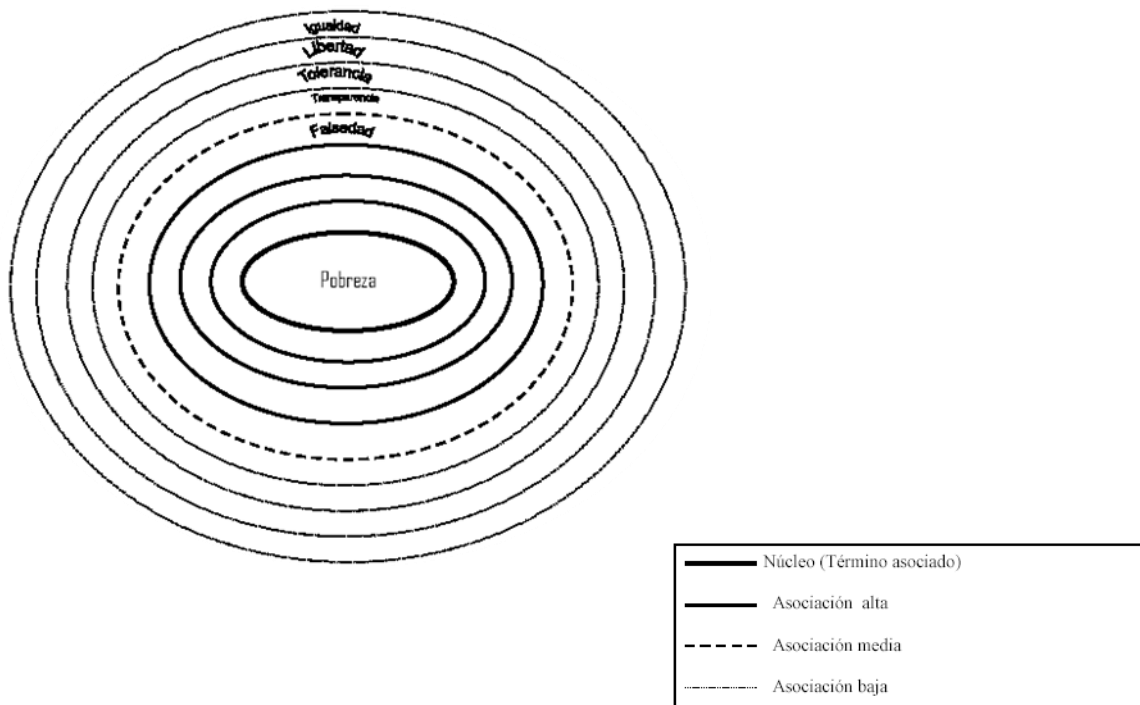 Igualdad
Libertad
Tolerancia
Transparencia
Falsedad
Pobreza
Núcleo (Término asociado)
Asociación alta
Asociación media
Asociación baja